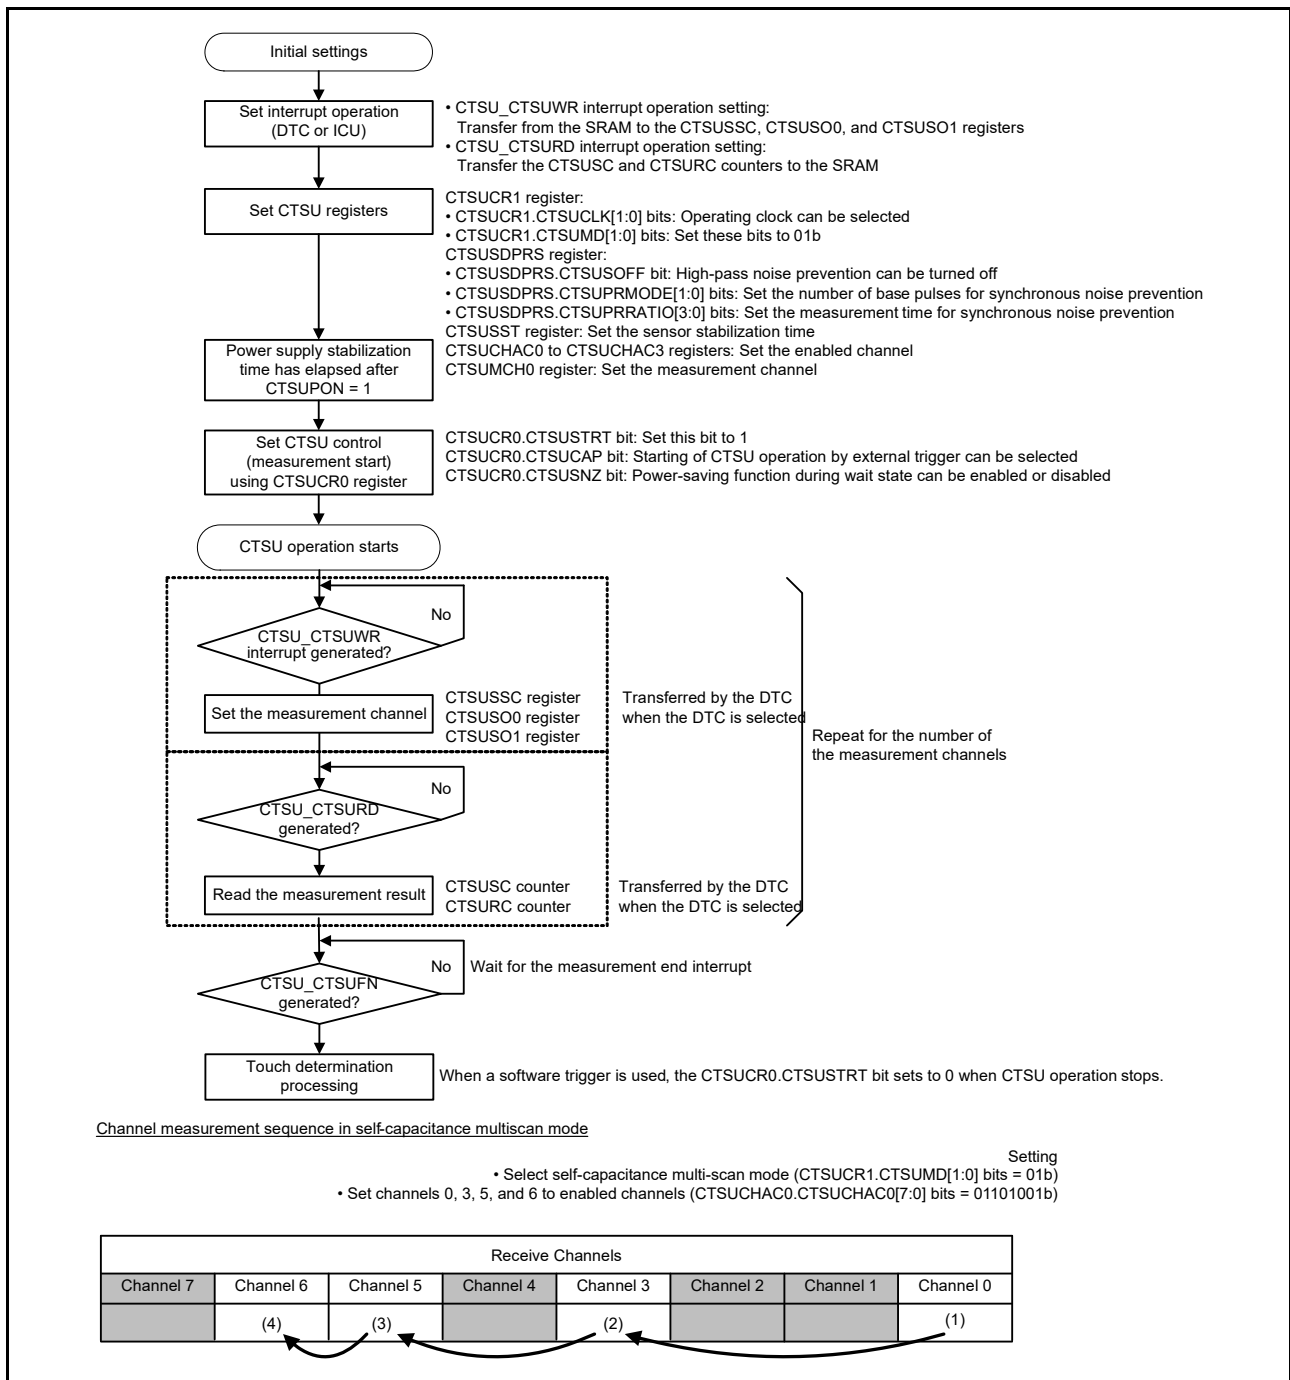 Initial settings
Set interrupt operation
(DTC or ICU)
• CTSU_CTSUWR interrupt operation setting:
Transfer from the SRAM to the CTSUSSC, CTSUSO0, and CTSUSO1 registers
• CTSU_CTSURD interrupt operation setting:
Transfer the CTSUSC and CTSURC counters to the SRAM
Set CTSU registers
CTSUCR1 register:
• CTSUCR1.CTSUCLK[1:0] bits: Operating clock can be selected
• CTSUCR1.CTSUMD[1:0] bits: Set these bits to 01b
CTSUSDPRS register:
• CTSUSDPRS.CTSUSOFF bit: High-pass noise prevention can be turned off
• CTSUSDPRS.CTSUPRMODE[1:0] bits: Set the number of base pulses for synchronous noise prevention
• CTSUSDPRS.CTSUPRRATIO[3:0] bits: Set the measurement time for synchronous noise prevention
CTSUSST register: Set the sensor stabilization time
CTSUCHAC0 to CTSUCHAC3 registers: Set the enabled channel
CTSUMCH0 register: Set the measurement channel
Power supply stabilization
time has elapsed after
CTSUPON = 1
Set CTSU control
(measurement start)
using CTSUCR0 register
CTSUCR0.CTSUSTRT bit: Set this bit to 1
CTSUCR0.CTSUCAP bit: Starting of CTSU operation by external trigger can be selected
CTSUCR0.CTSUSNZ bit: Power-saving function during wait state can be enabled or disabled
CTSU operation starts
No
CTSU_CTSUWR
interrupt generated?
Set the measurement channel
CTSUSSC register
CTSUSO0 register
CTSUSO1 register
Transferred by the DTC
when the DTC is selected
Repeat for the number of
the measurement channels
No
CTSU_CTSURD
generated?
Read the measurement result
CTSUSC counter
CTSURC counter
Transferred by the DTC
when the DTC is selected
No
Wait for the measurement end interrupt
CTSU_CTSUFN
generated?
Touch determination
processing
When a software trigger is used, the CTSUCR0.CTSUSTRT bit sets to 0 when CTSU operation stops.
Channel measurement sequence in self-capacitance multiscan mode
Setting
• Select self-capacitance multi-scan mode (CTSUCR1.CTSUMD[1:0] bits = 01b)
• Set channels 0, 3, 5, and 6 to enabled channels (CTSUCHAC0.CTSUCHAC0[7:0] bits = 01101001b)
Receive Channels
Channel 7 Channel 6 Channel 5 Channel 4 Channel 3 Channel 2 Channel 1 Channel 0
(4) (3) (2) (1)